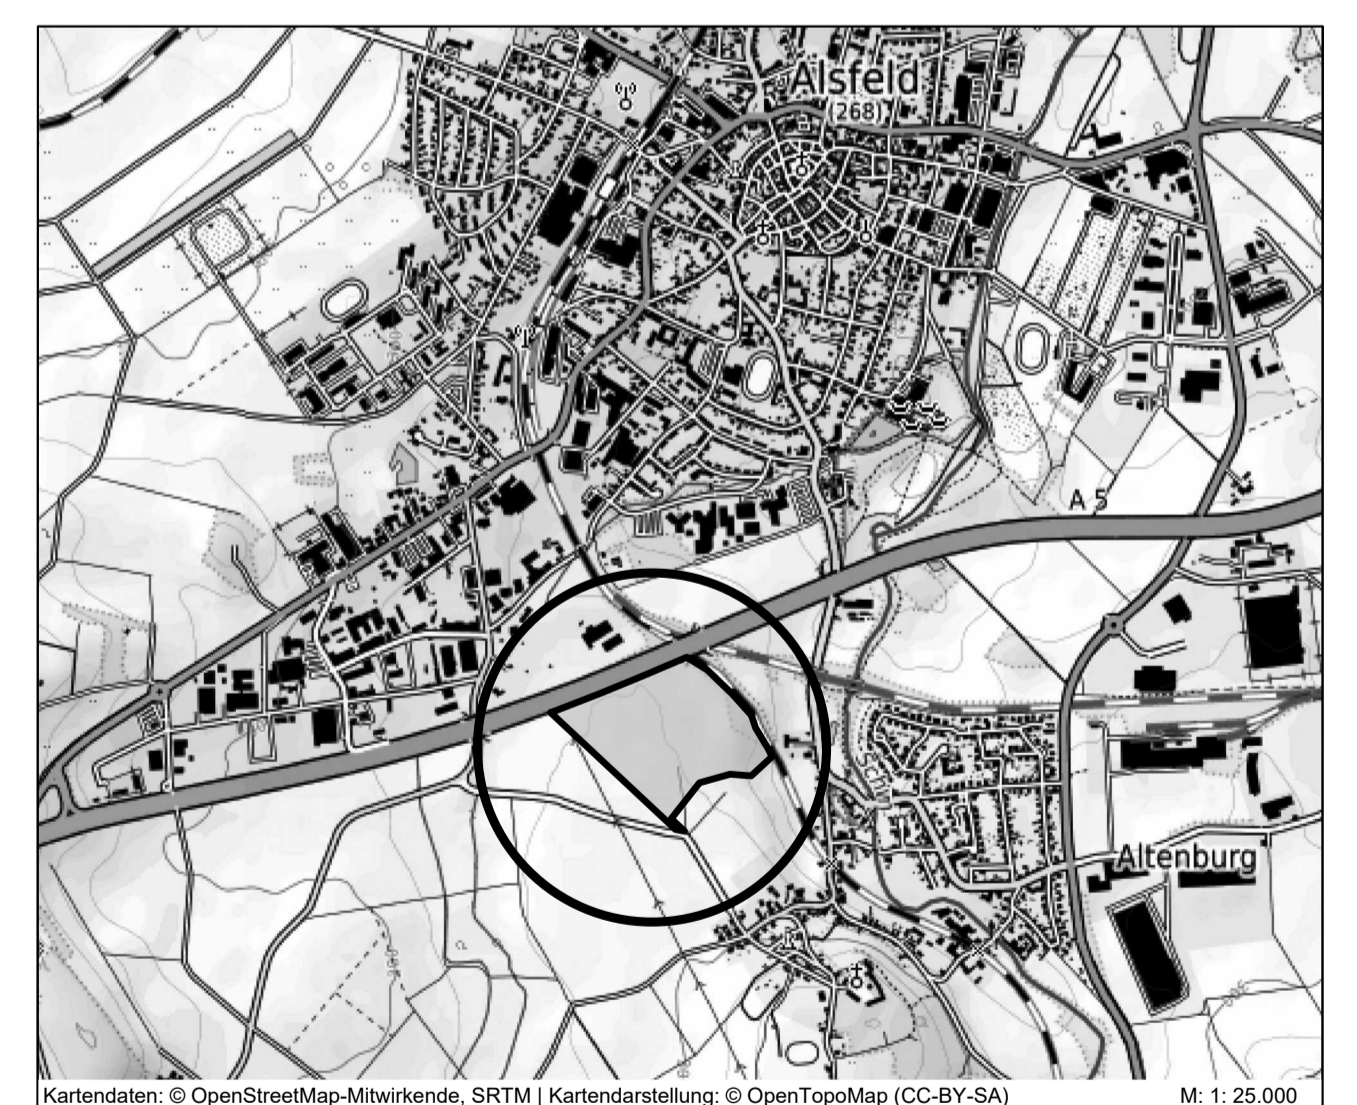 Alsfeld
(268)
A 5
Altenburg
Kartendaten: © OpenStreetMap-Mitwirkende, SRTM | Kartendarstellung: © OpenTopoMap (CC-BY-SA)
M: 1: 25.000